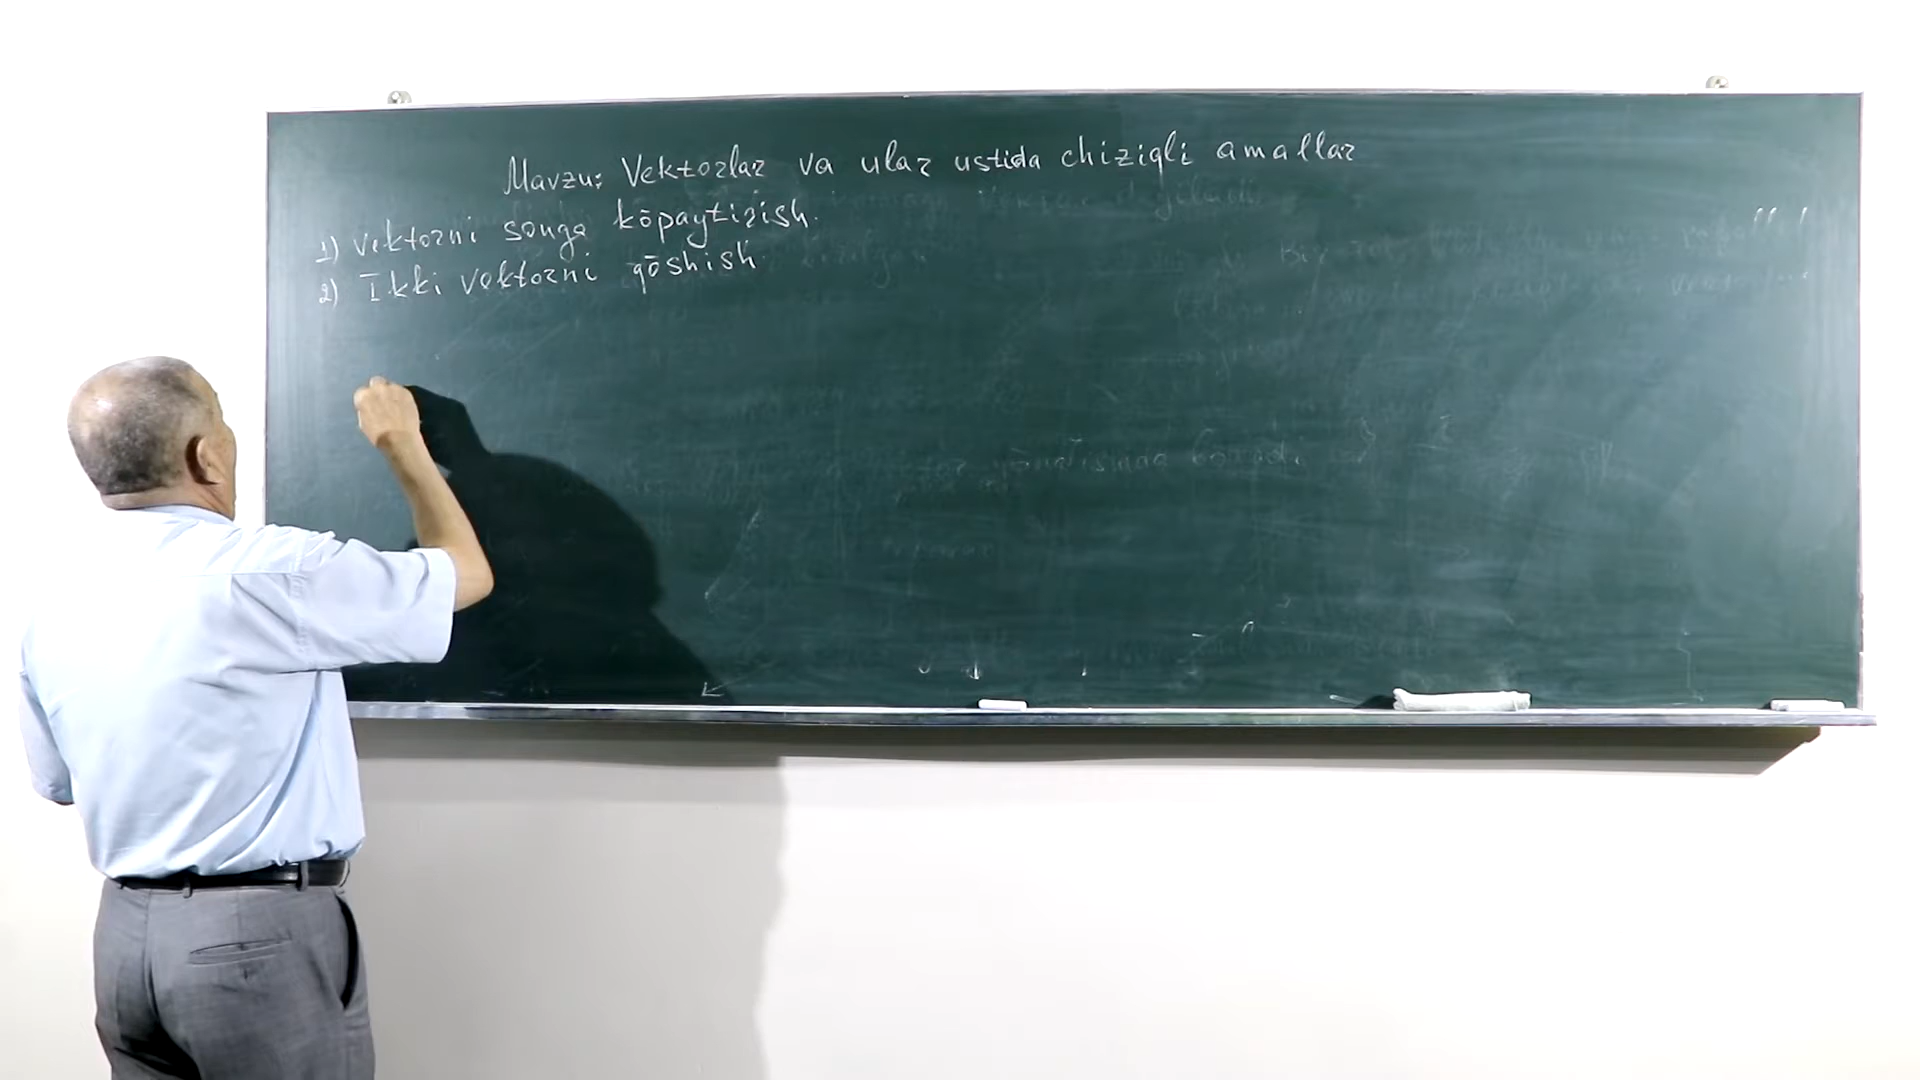 Mavzu: Vektorlar va ular ustida chiziqli amallar
1) vektorni songa kōpaytirish.
2) Ikki vektorni qōshish